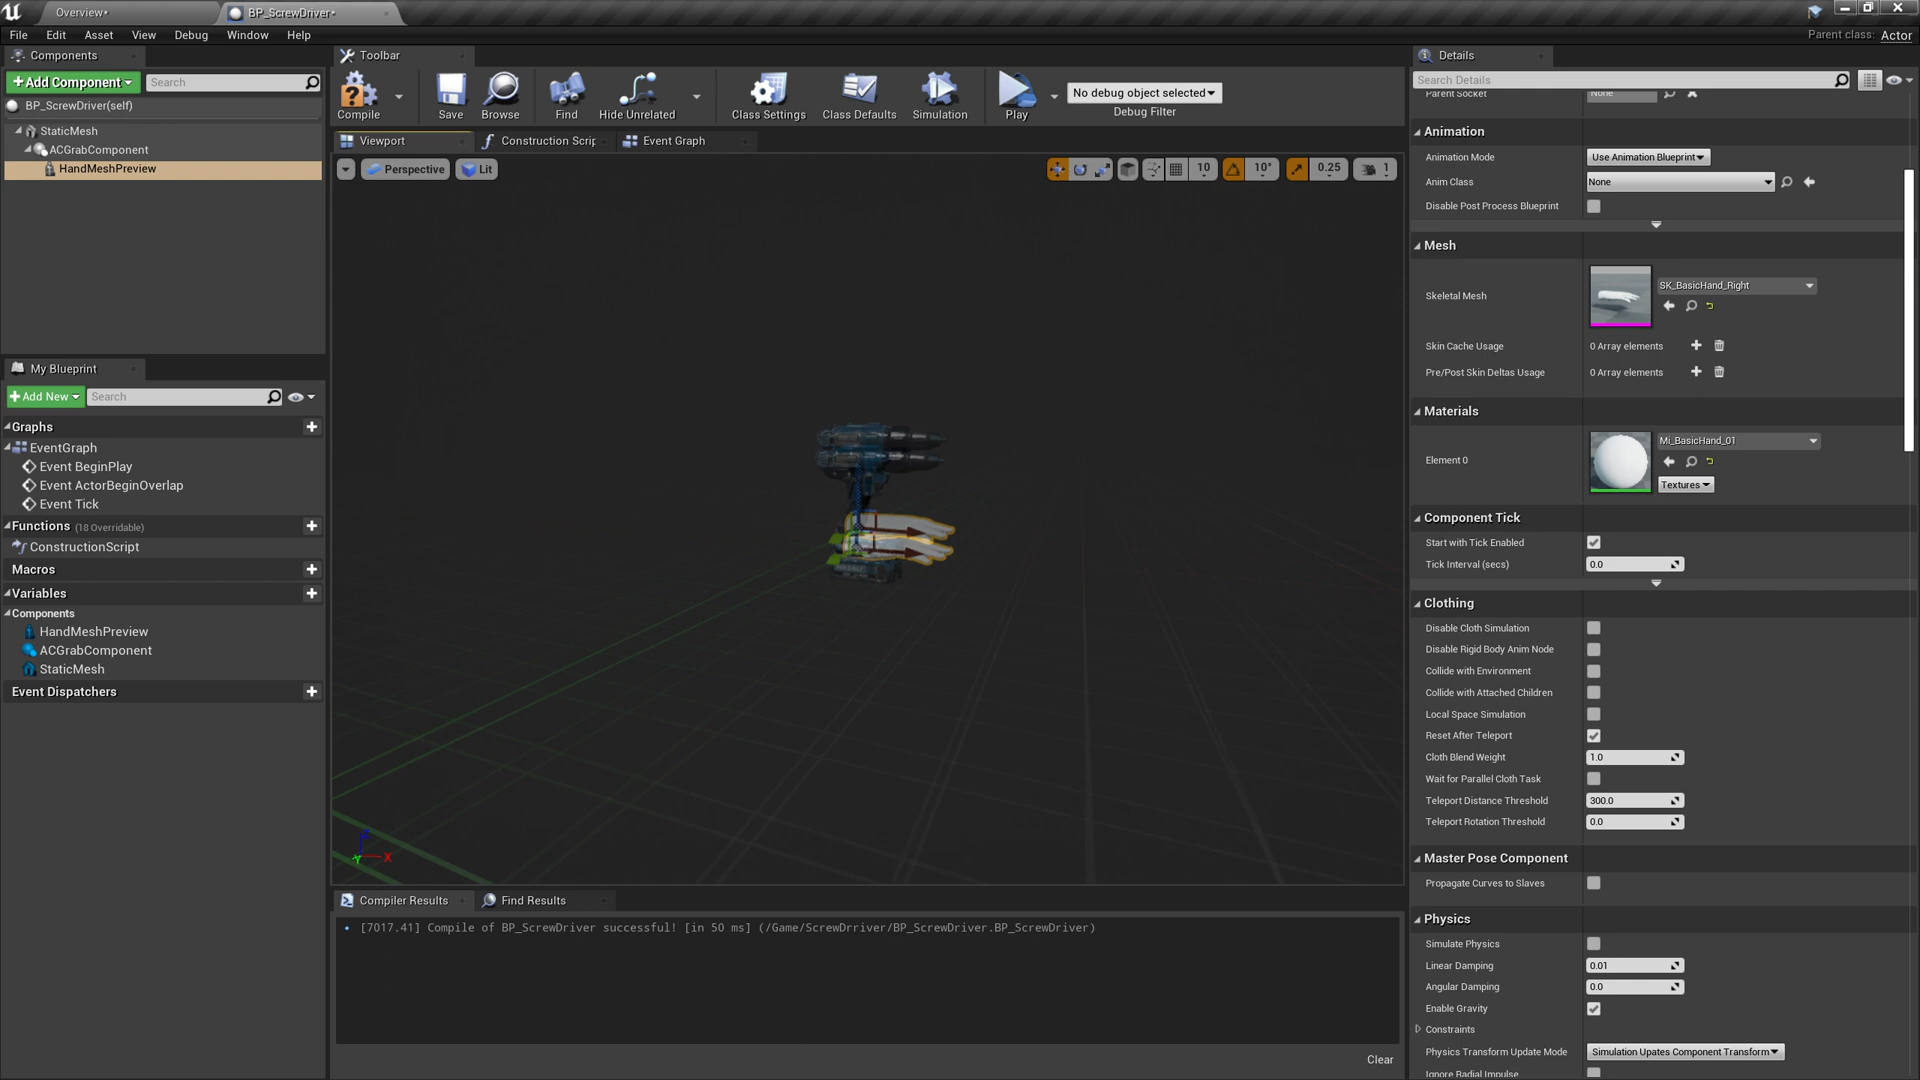 Overview•
BP_ScrewDriver•
File Edit Asset View Debug Window Help
Parent class: Actor
Components
+Add Component
Search
BP_ScrewDriver(self)
StaticMesh
ACGrabComponent
HandMeshPreview
My Blueprint
+Add New
Search
Graphs
EventGraph
Event BeginPlay
Event ActorBeginOverlap
Event Tick
Functions (18 Overridable)
ConstructionScript
Macros
Variables
Components
HandMeshPreview
ACGrabComponent
StaticMesh
Event Dispatchers
Toolbar
Compile
Save
Browse
Find
Hide Unrelated
Class Settings
Class Defaults
Simulation
Play
No debug object selected
Debug Filter
Viewport
Construction Scrip
Event Graph
Perspective
Lit
10
10°
0.25
1
X
Compiler Results
Find Results
[7017.41] Compile of BP_ScrewDriver successful! [in 50 ms] (/Game/ScrewDrriver/BP_ScrewDriver.BP_ScrewDriver)
Clear
Details
Search Details
Parent Socket None
Animation
Animation Mode Use Animation Blueprint
Anim Class None
Disable Post Process Blueprint
Mesh
Skeletal Mesh SK_BasicHand_Right
Skin Cache Usage 0 Array elements
Pre/Post Skin Deltas Usage 0 Array elements
Materials
Element 0 Mi_BasicHand_01
Textures
Component Tick
Start with Tick Enabled
Tick Interval (secs) 0.0
Clothing
Disable Cloth Simulation
Disable Rigid Body Anim Node
Collide with Environment
Collide with Attached Children
Local Space Simulation
Reset After Teleport
Cloth Blend Weight 1.0
Wait for Parallel Cloth Task
Teleport Distance Threshold 300.0
Teleport Rotation Threshold 0.0
Master Pose Component
Propagate Curves to Slaves
Physics
Simulate Physics
Linear Damping 0.01
Angular Damping 0.0
Enable Gravity
Constraints
Physics Transform Update Mode Simulation Upates Component Transform
Ignore Radial Impulse